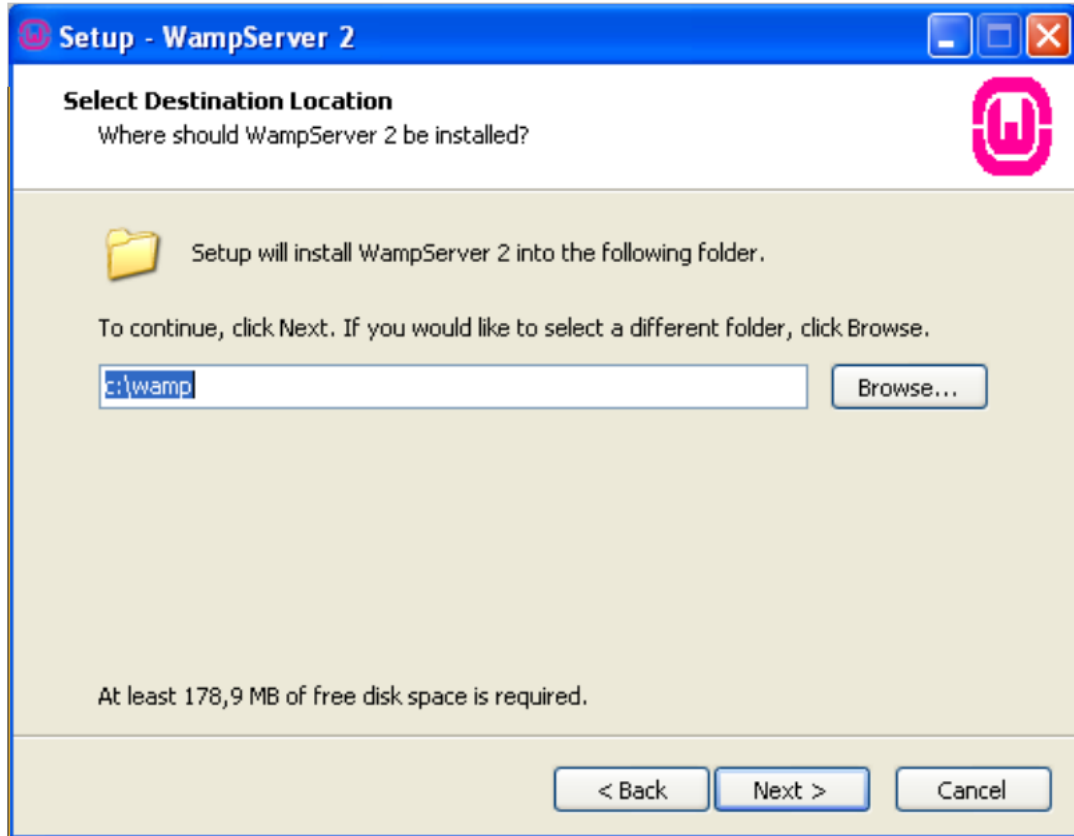 Setup - WampServer 2
Select Destination Location
Where should WampServer 2 be installed?
Setup will install WampServer 2 into the following folder.
To continue, click Next. If you would like to select a different folder, click Browse.
c:\wamp
Browse...
At least 178,9 MB of free disk space is required.
< Back
Next >
Cancel